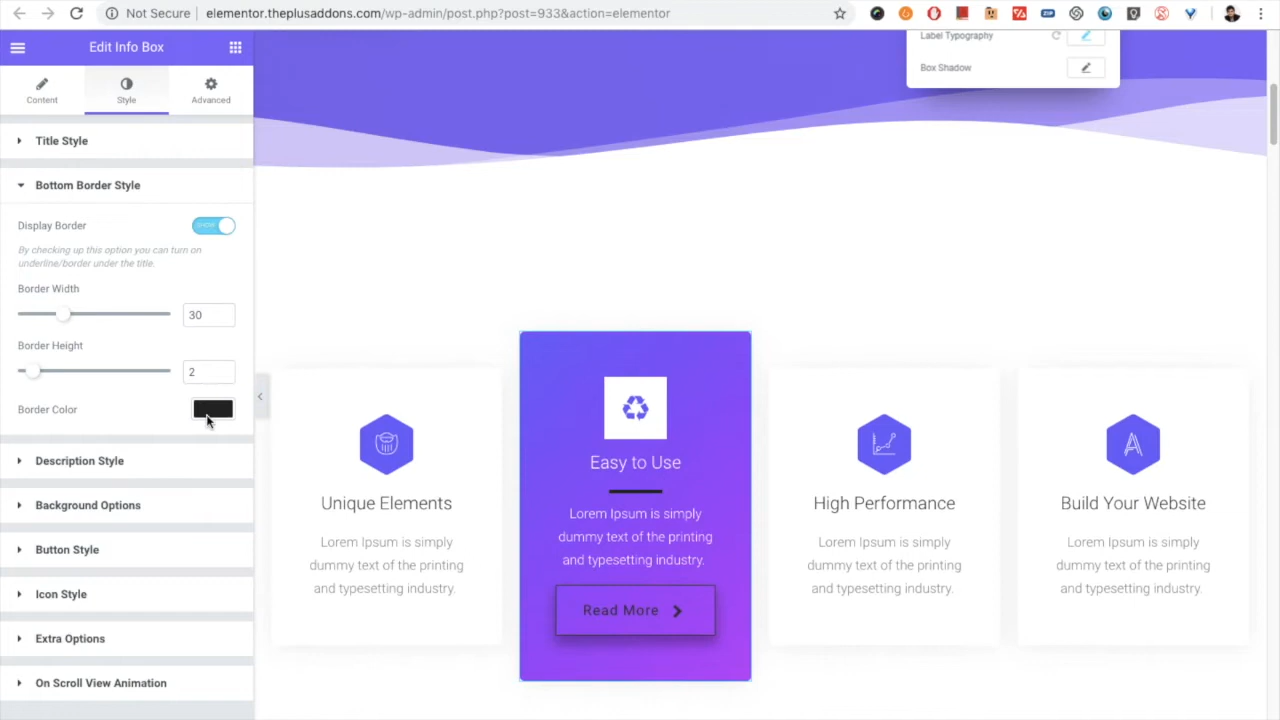 Not Secure
elementor.theplusaddons.com/wp-admin/post.php?post=933&action=elementor
ZIP
Edit Info Box
Content
Style
Advanced
Title Style
Bottom Border Style
Display Border
SHOW
By checking up this option you can turn on
underline/border under the title.
Border Width
30
Border Height
2
Border Color
Description Style
Background Options
Button Style
Icon Style
Extra Options
On Scroll View Animation
Label Typography
Box Shadow
Unique Elements
Lorem Ipsum is simply
dummy text of the printing
and typesetting industry.
Easy to Use
Lorem Ipsum is simply
dummy text of the printing
and typesetting industry.
Read More
High Performance
Lorem Ipsum is simply
dummy text of the printing
and typesetting industry.
Build Your Website
Lorem Ipsum is simply
dummy text of the printing
and typesetting industry.